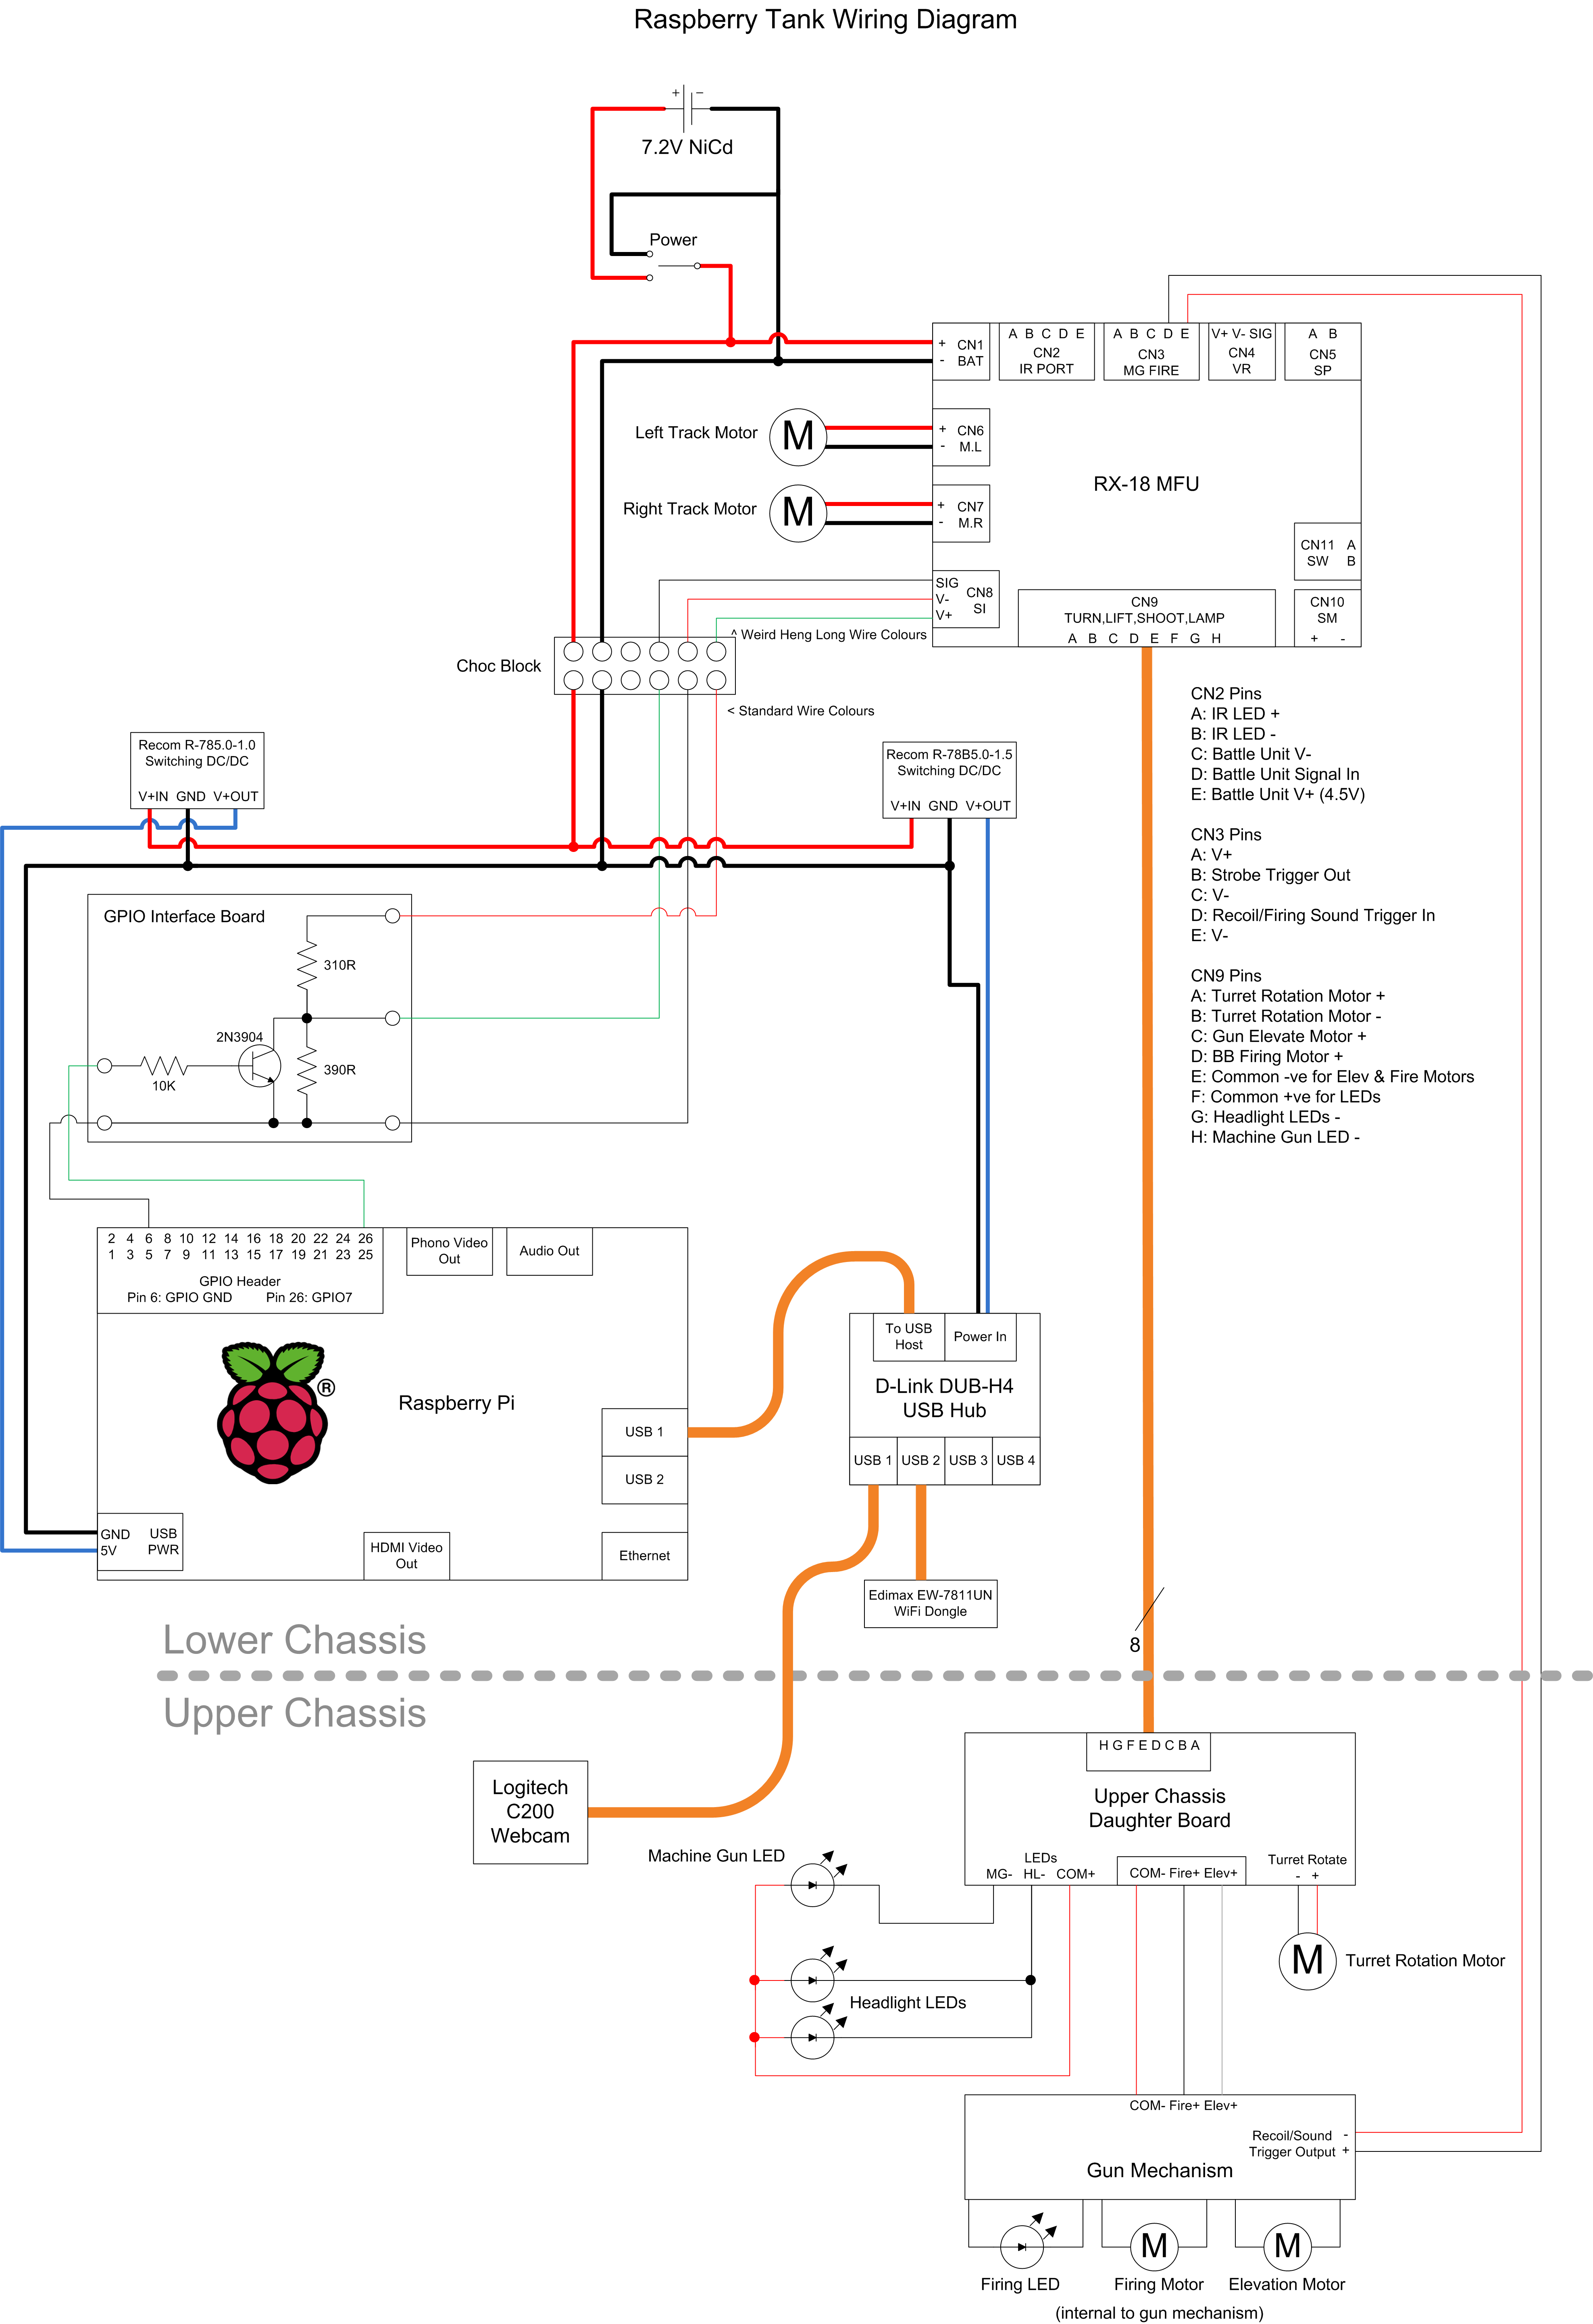 Raspberry Tank Wiring Diagram
+ −
7.2V NiCd
Power
+ CN1
- BAT
A B C D E
CN2
IR PORT
A B C D E
CN3
MG FIRE
V+ V- SIG
CN4
VR
A B
CN5
SP
Left Track Motor
M
+ CN6
- M.L
RX-18 MFU
Right Track Motor
M
+ CN7
- M.R
CN11 A
SW B
SIG
V-
V+
CN8
SI
CN9
TURN,LIFT,SHOOT,LAMP
A B C D E F G H
CN10
SM
+ -
^ Weird Heng Long Wire Colours
Choc Block
< Standard Wire Colours
CN2 Pins
A: IR LED +
B: IR LED -
C: Battle Unit V-
D: Battle Unit Signal In
E: Battle Unit V+ (4.5V)
CN3 Pins
A: V+
B: Strobe Trigger Out
C: V-
D: Recoil/Firing Sound Trigger In
E: V-
CN9 Pins
A: Turret Rotation Motor +
B: Turret Rotation Motor -
C: Gun Elevate Motor +
D: BB Firing Motor +
E: Common -ve for Elev & Fire Motors
F: Common +ve for LEDs
G: Headlight LEDs -
H: Machine Gun LED -
Recom R-785.0-1.0
Switching DC/DC
V+IN GND V+OUT
Recom R-78B5.0-1.5
Switching DC/DC
V+IN GND V+OUT
GPIO Interface Board
310R
2N3904
390R
10K
2 4 6 8 10 12 14 16 18 20 22 24 26
1 3 5 7 9 11 13 15 17 19 21 23 25
GPIO Header
Pin 6: GPIO GND Pin 26: GPIO7
Phono Video
Out
Audio Out
®
Raspberry Pi
USB 1
USB 2
GND USB
5V PWR
HDMI Video
Out
Ethernet
To USB
Host
Power In
D-Link DUB-H4
USB Hub
USB 1 USB 2 USB 3 USB 4
Edimax EW-7811UN
WiFi Dongle
8
Lower Chassis
Upper Chassis
Logitech
C200
Webcam
H G F E D C B A
Upper Chassis
Daughter Board
LEDs
MG- HL- COM+
COM- Fire+ Elev+
Turret Rotate
- +
Machine Gun LED
M
Turret Rotation Motor
Headlight LEDs
COM- Fire+ Elev+
Recoil/Sound -
Trigger Output +
Gun Mechanism
M
M
Firing LED
Firing Motor
Elevation Motor
(internal to gun mechanism)